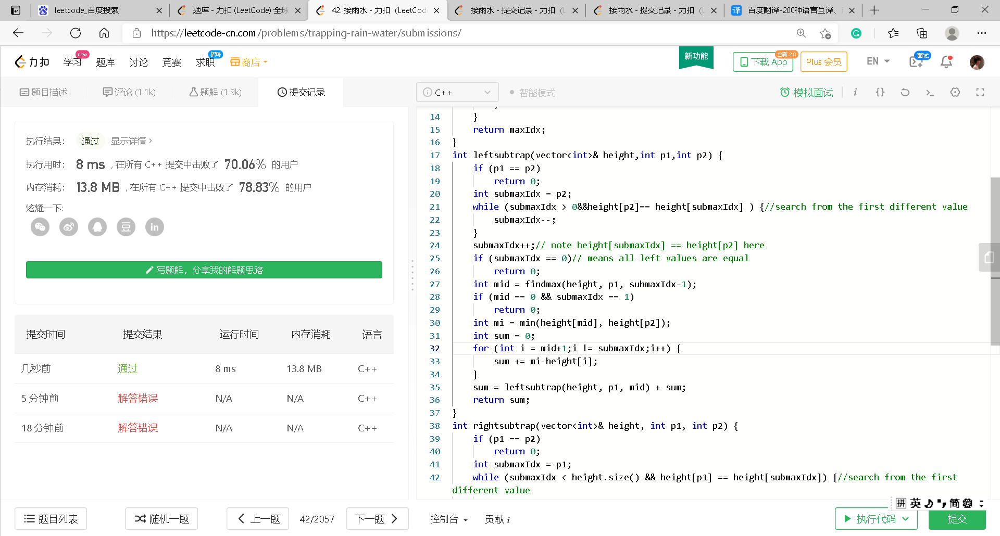 leetcode_百度搜索
题库 - 力扣 (LeetCode) 全球
42. 接雨水 - 力扣（LeetCode
接雨水 - 提交记录 - 力扣（L
接雨水 - 提交记录 - 力扣（L
百度翻译-200种语言互译、
https://leetcode-cn.com/problems/trapping-rain-water/submissions/
力扣
学习
new
题库
讨论
竞赛
求职
招聘
商店
新功能
下载 App
全新 2.0
Plus 会员
EN
面试
题目描述
评论 (1.1k)
题解 (1.9k)
提交记录
C++
智能模式
模拟面试
执行结果：
通过
显示详情 >
执行用时：
8 ms , 在所有 C++ 提交中击败了 70.06% 的用户
内存消耗：
13.8 MB , 在所有 C++ 提交中击败了 78.83% 的用户
炫耀一下:
写题解，分享我的解题思路
提交时间 提交结果 运行时间 内存消耗 语言
几秒前 通过 8 ms 13.8 MB C++
5 分钟前 解答错误 N/A N/A C++
18 分钟前 解答错误 N/A N/A C++
14 }
15 return maxIdx;
16 }
17 int leftsubtrap(vector<int>& height,int p1,int p2) {
18 if (p1 == p2)
19 return 0;
20 int submaxIdx = p2;
21 while (submaxIdx > 0&&height[p2]== height[submaxIdx] ) {//search from the first different value
22 submaxIdx--;
23 }
24 submaxIdx++;// note height[submaxIdx] == height[p2] here
25 if (submaxIdx == 0)// means all left values are equal
26 return 0;
27 int mid = findmax(height, p1, submaxIdx-1);
28 if (mid == 0 && submaxIdx == 1)
29 return 0;
30 int mi = min(height[mid], height[p2]);
31 int sum = 0;
32 for (int i = mid+1;i != submaxIdx;i++) {
33 sum += mi-height[i];
34 }
35 sum = leftsubtrap(height, p1, mid) + sum;
36 return sum;
37 }
38 int rightsubtrap(vector<int>& height, int p1, int p2) {
39 if (p1 == p2)
40 return 0;
41 int submaxIdx = p1;
42 while (submaxIdx < height.size() && height[p1] == height[submaxIdx]) {//search from the first
different value
拼 英 简
题目列表
随机一题
上一题
42/2057
下一题
控制台
贡献 i
执行代码
提交